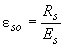 ε_so = R_s / E_s